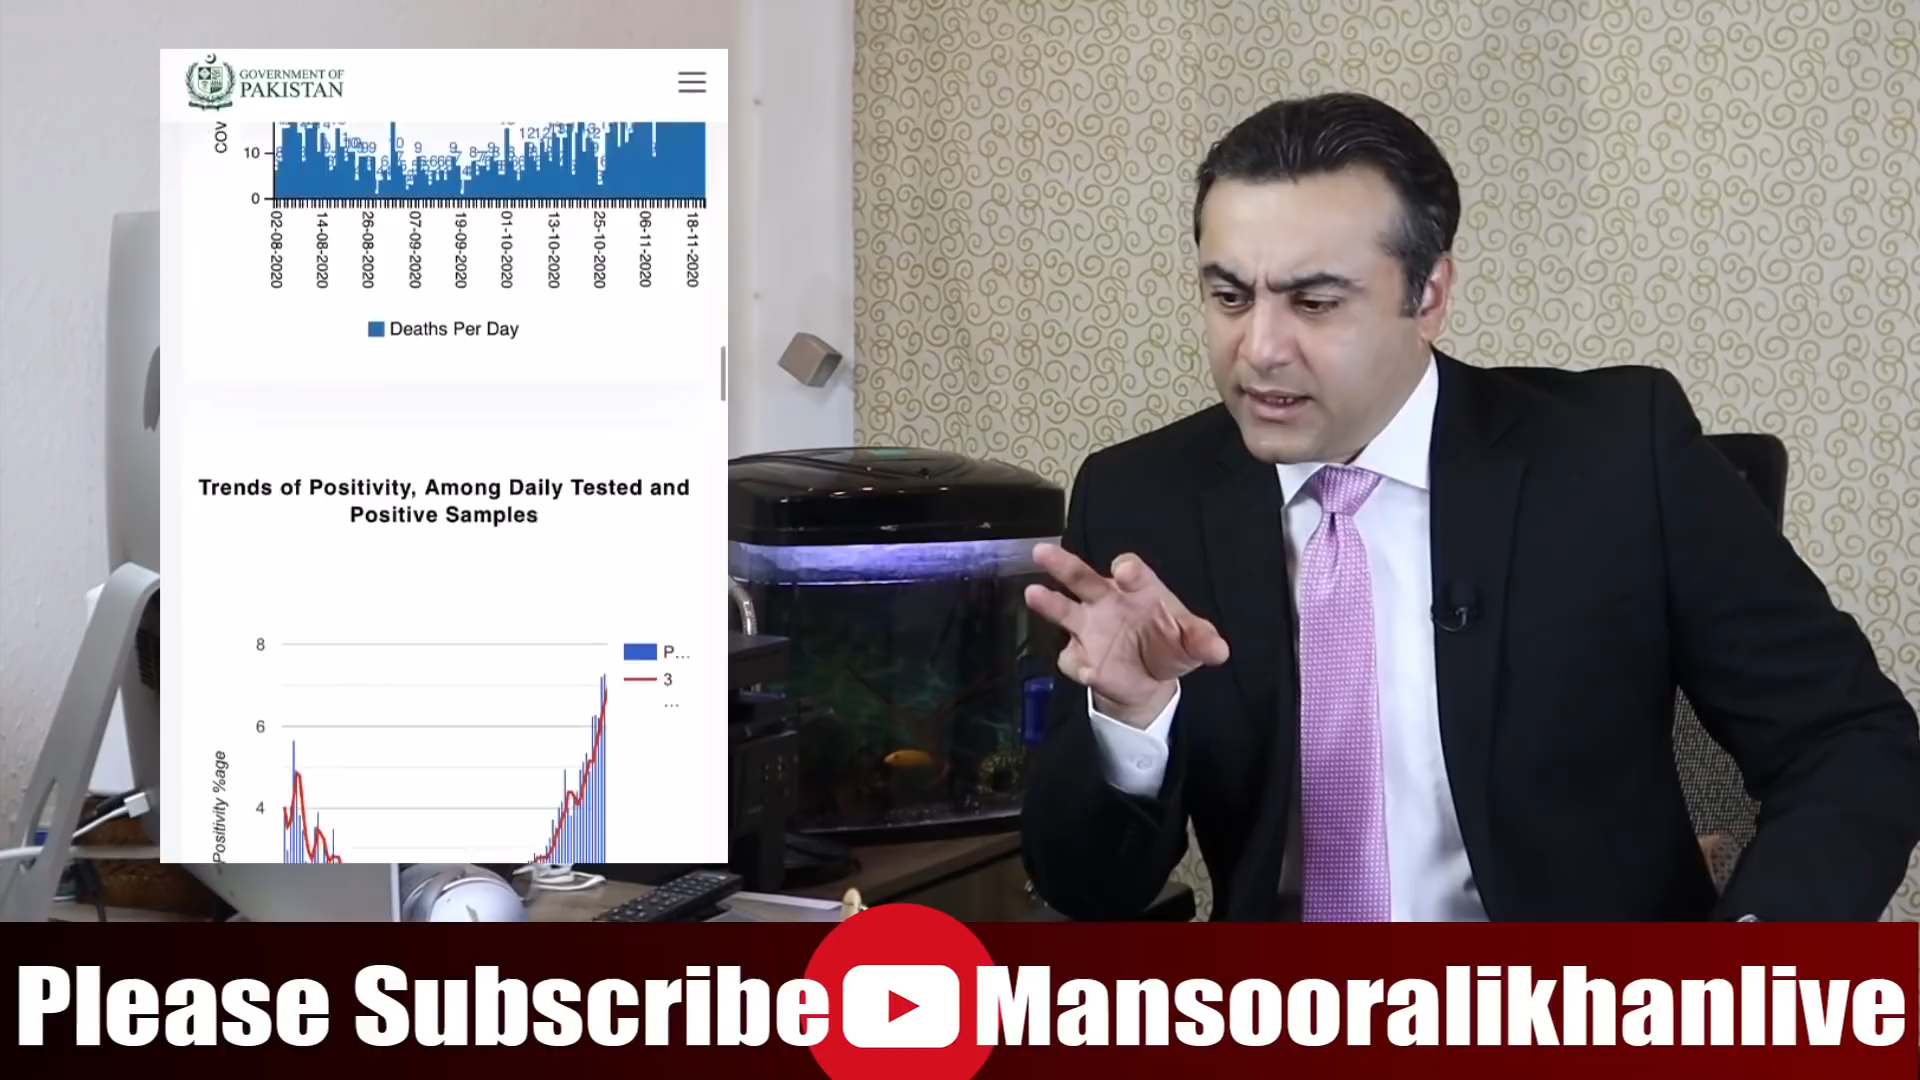 GOVERNMENT OF
PAKISTAN
10
0
02-08-2020
14-08-2020
26-08-2020
07-09-2020
19-09-2020
01-10-2020
13-10-2020
25-10-2020
06-11-2020
18-11-2020
Deaths Per Day
Trends of Positivity, Among Daily Tested and
Positive Samples
8
P...
3
...
6
4
Positivity %age
Please Subscribe Mansooralikhanlive